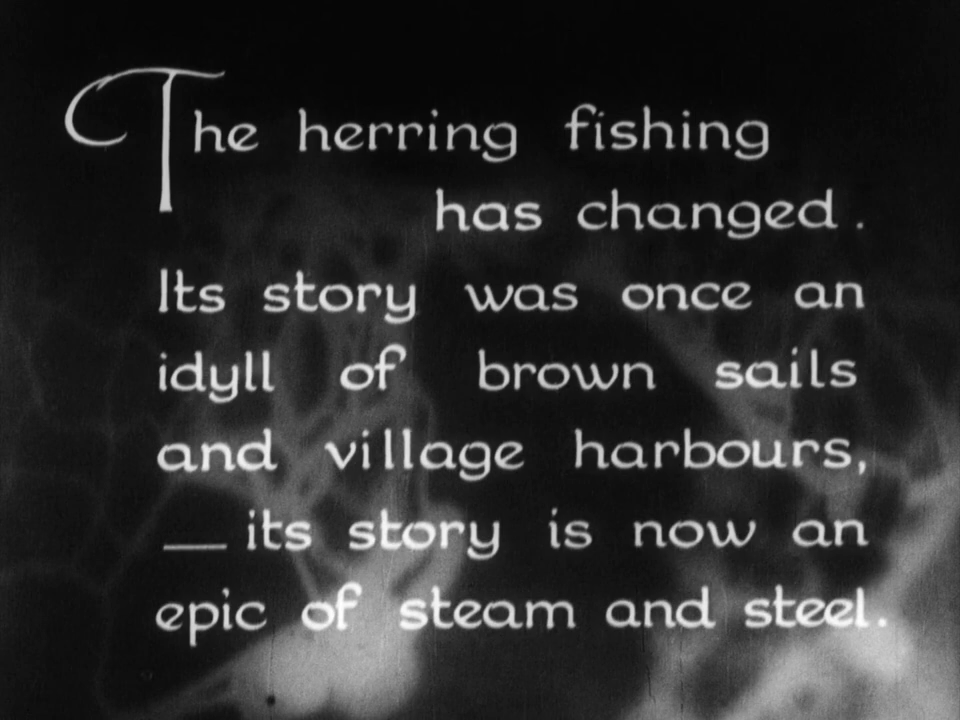 The herring fishing
has changed.
Its story was once an
idyll of brown sails
and village harbours,
— its story is now an
epic of steam and steel.